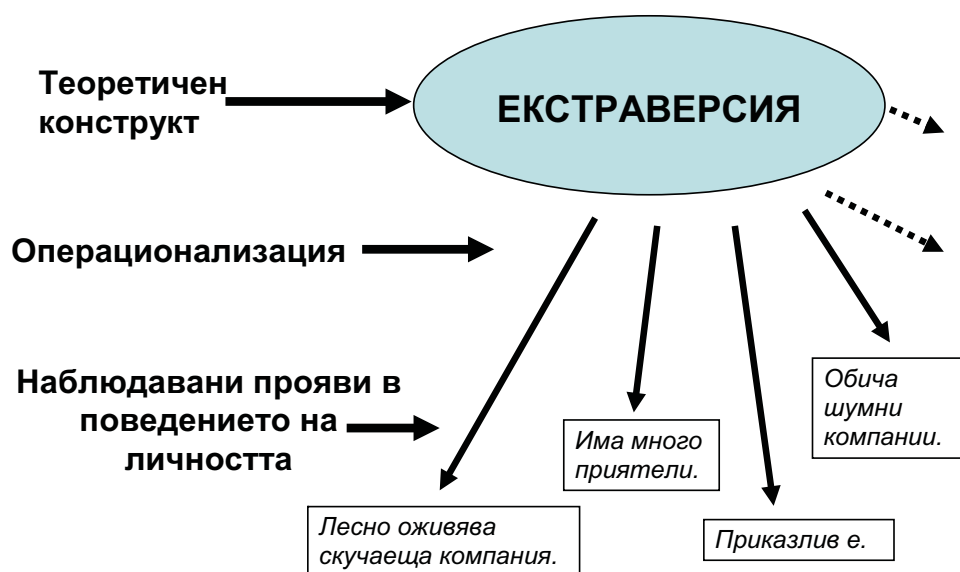 Теоретичен
конструкт
ЕКСТРАВЕРСИЯ
Операционализация
Наблюдавани прояви в
поведението на
личността
Обича
шумни
компании.
Има много
приятели.
Лесно оживява
скучаеща компания.
Приказлив е.